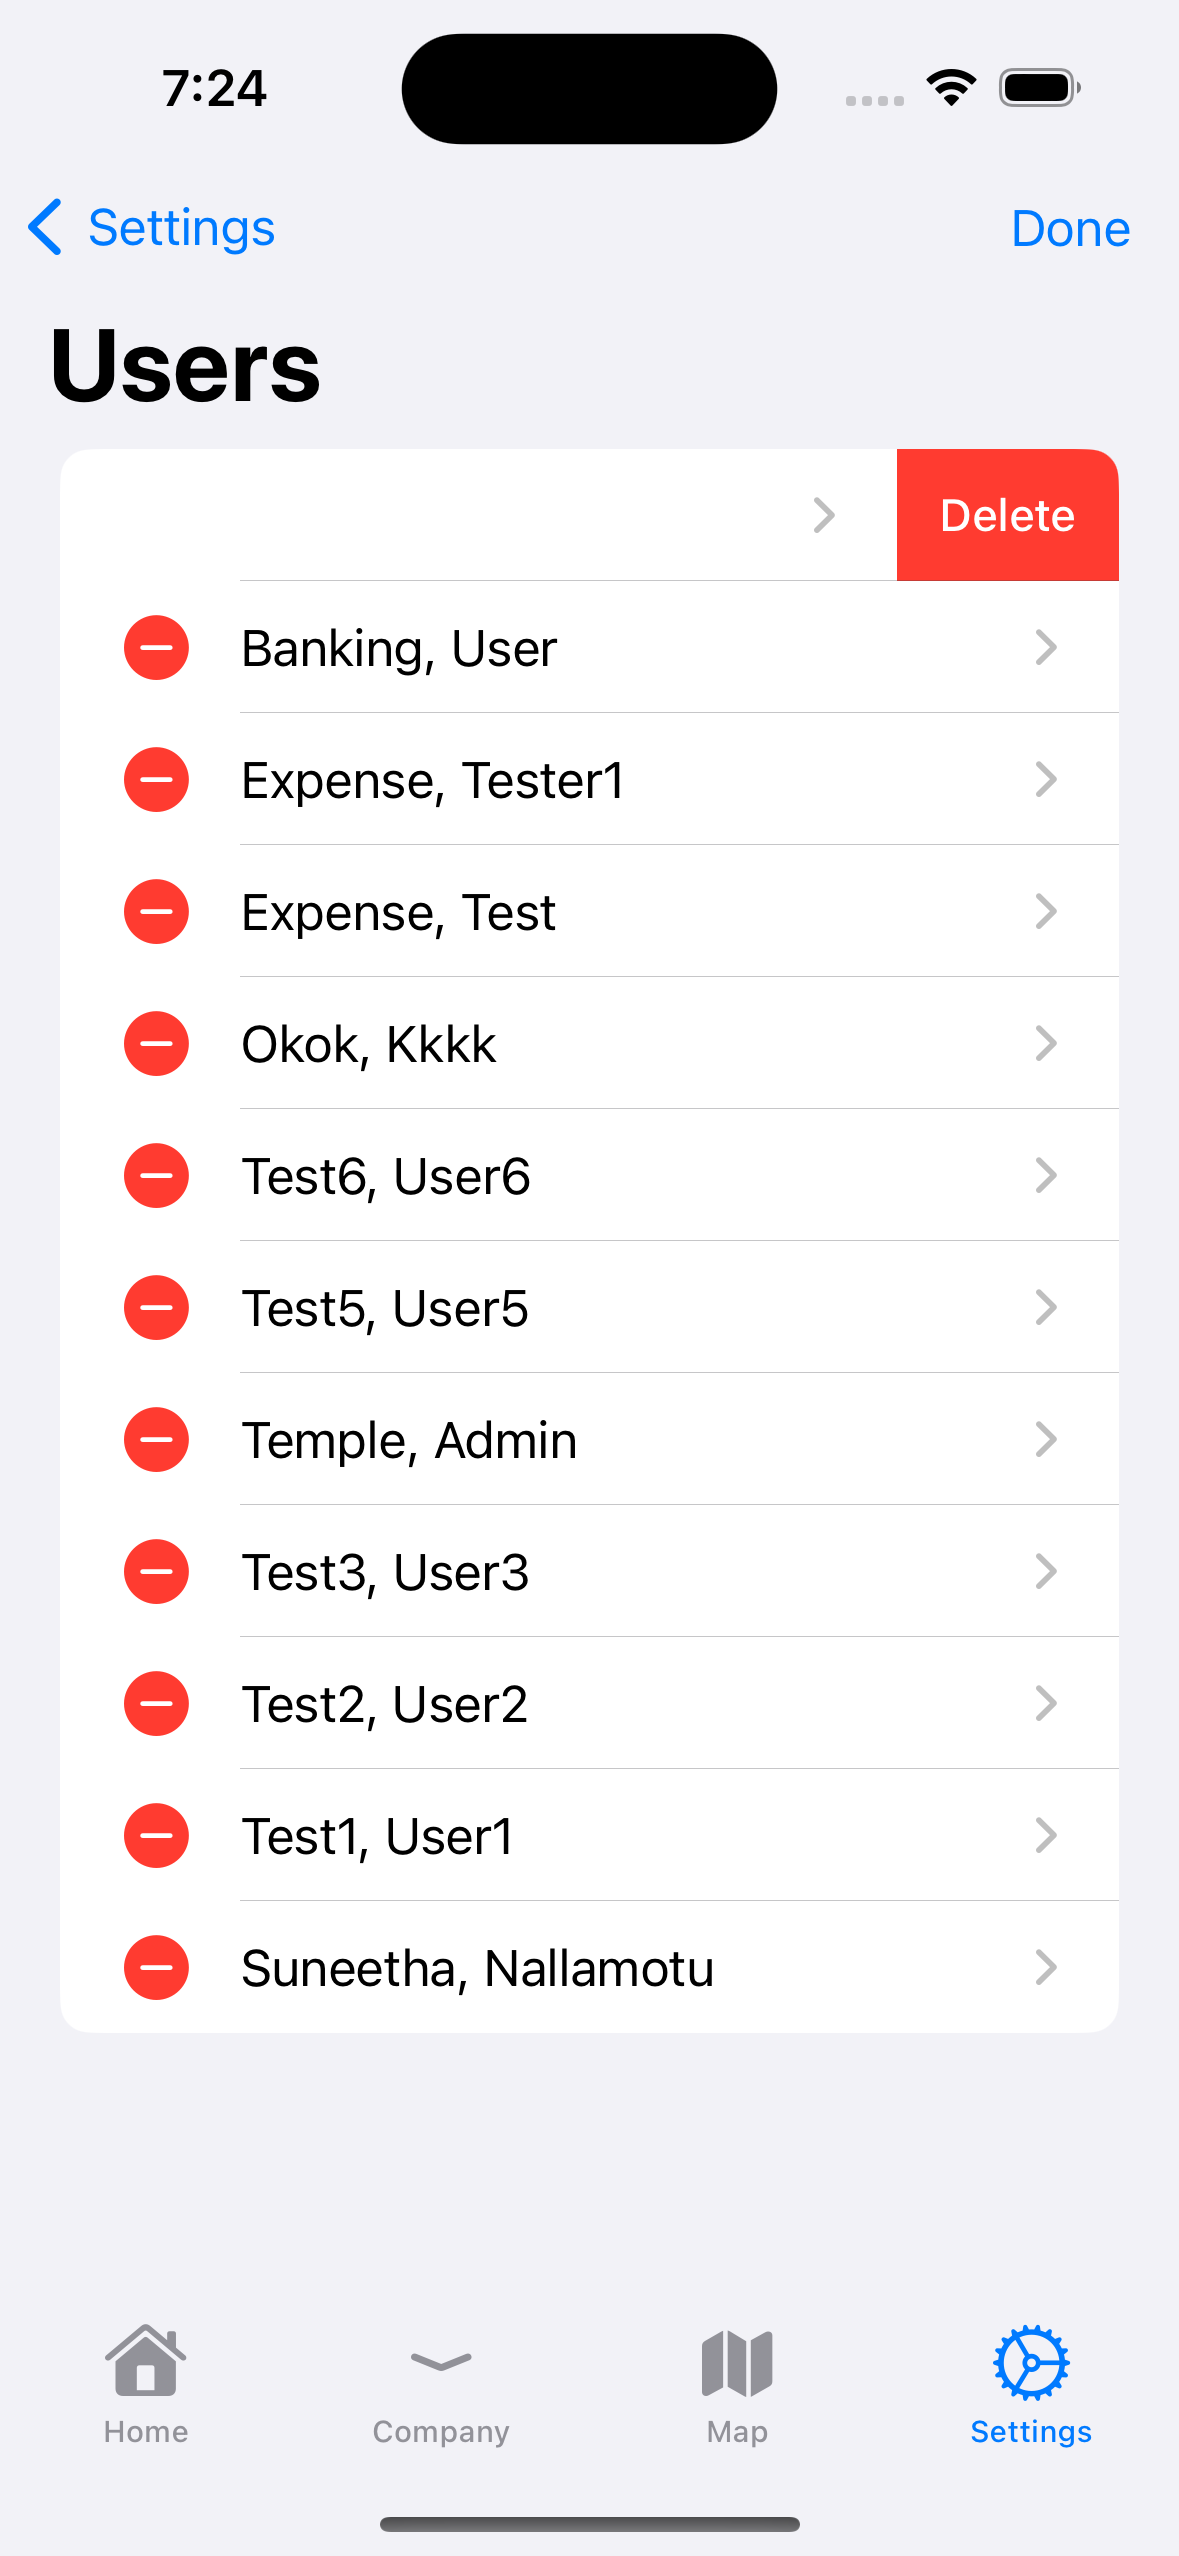 7:24
Settings
Done
Users
Delete
Banking, User
Expense, Tester1
Expense, Test
Okok, Kkkk
Test6, User6
Test5, User5
Temple, Admin
Test3, User3
Test2, User2
Test1, User1
Suneetha, Nallamotu
Home
Company
Map
Settings